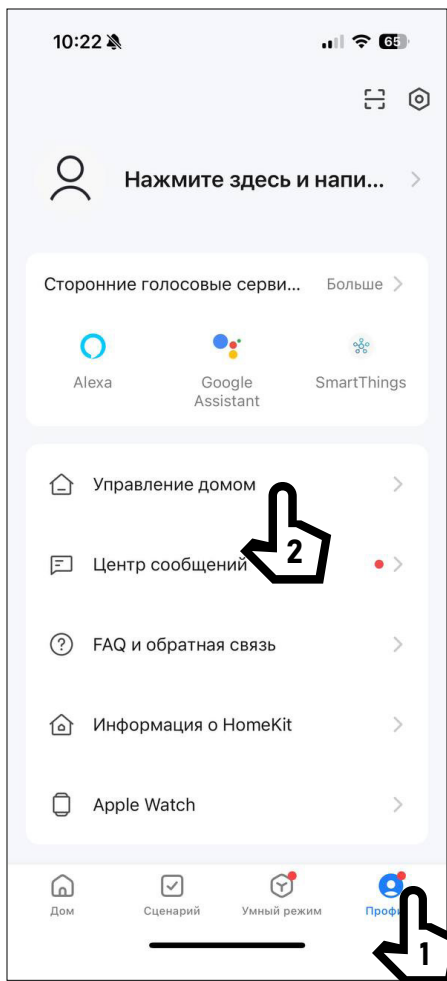 10:22
65
Нажмите здесь и напи...
Сторонние голосовые серви... Больше
Alexa
Google Assistant
SmartThings
Управление домом
2
Центр сообщений
FAQ и обратная связь
Информация о HomeKit
Apple Watch
Дом
Сценарий
Умный режим
Профи
1